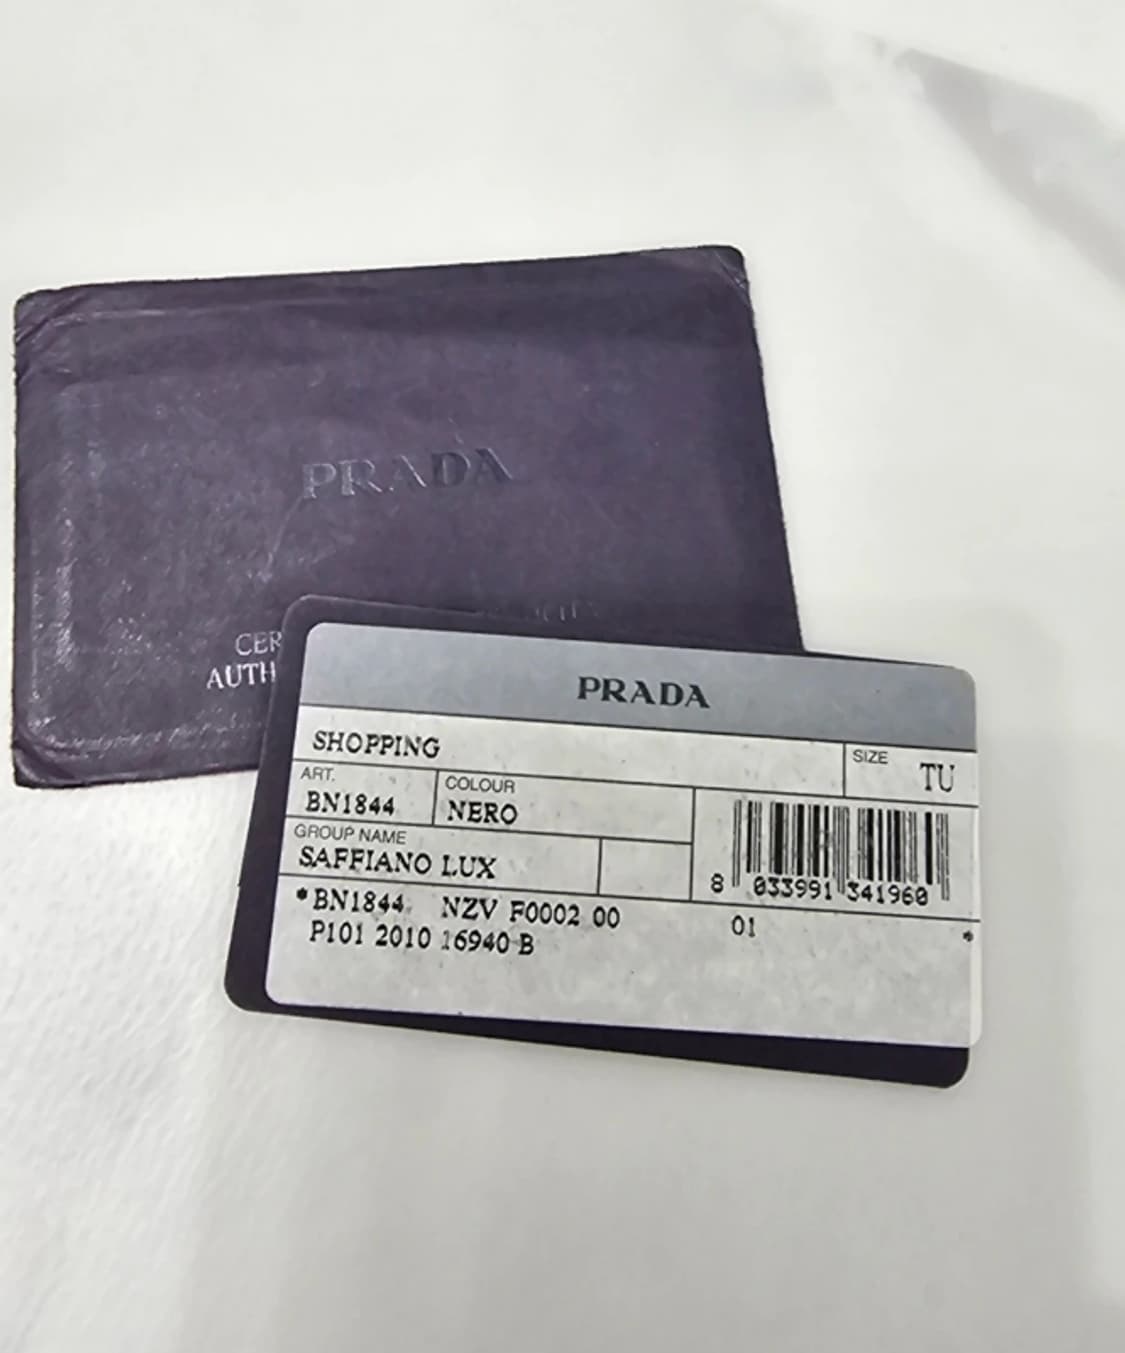 PRADA
CER
AUTH
PRADA
SHOPPING
SIZE TU
ART. BN1844
COLOUR NERO
GROUP NAME
SAFFIANO LUX
8 033991 341960
*BN1844 NZV F0002 00 01 *
P101 2010 16940 B